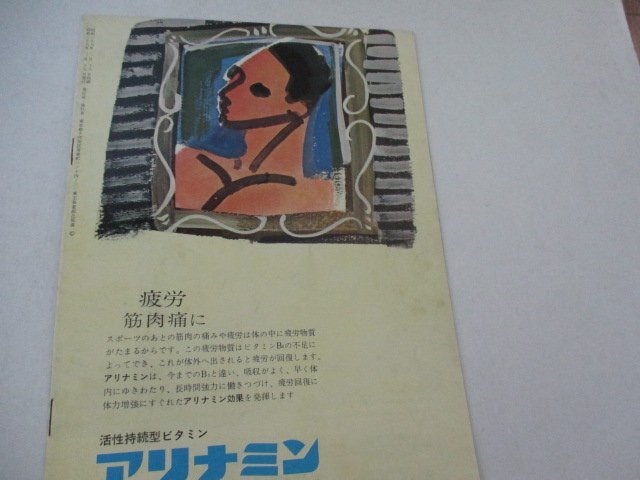 疲労
筋肉痛に
スポーツのあとの筋肉の痛みや疲労は体の中に疲労物質
がたまるからです。この疲労物質はビタミンB₁の不足に
よってでき、これが体外へ出されると疲労が回復します。
アリナミンは、今までのB₁と違い、吸収がよく、早く体
内にゆきわたり、長時間強力に働きつづけ、疲労回復に
体力増強にすぐれたアリナミン効果を発揮します
活性持続型ビタミン
アリナミン